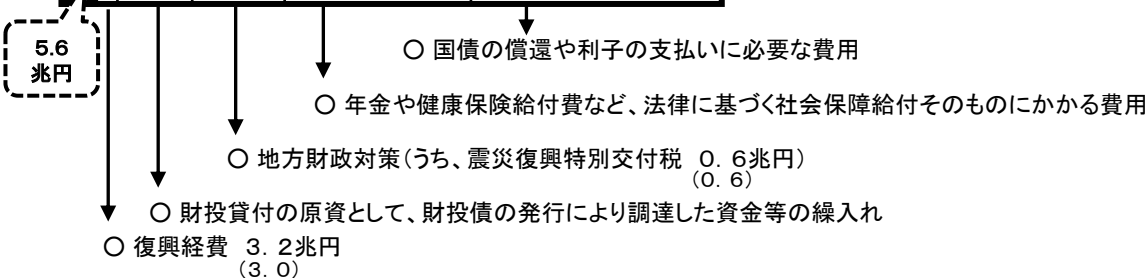 5.6
兆円
○ 国債の償還や利子の支払いに必要な費用
○ 年金や健康保険給付費など、法律に基づく社会保障給付そのものにかかる費用
○ 地方財政対策(うち、震災復興特別交付税 ０．６兆円)
(０．６)
○ 財投貸付の原資として、財投債の発行により調達した資金等の繰入れ
○ 復興経費 ３．２兆円
(３．０)